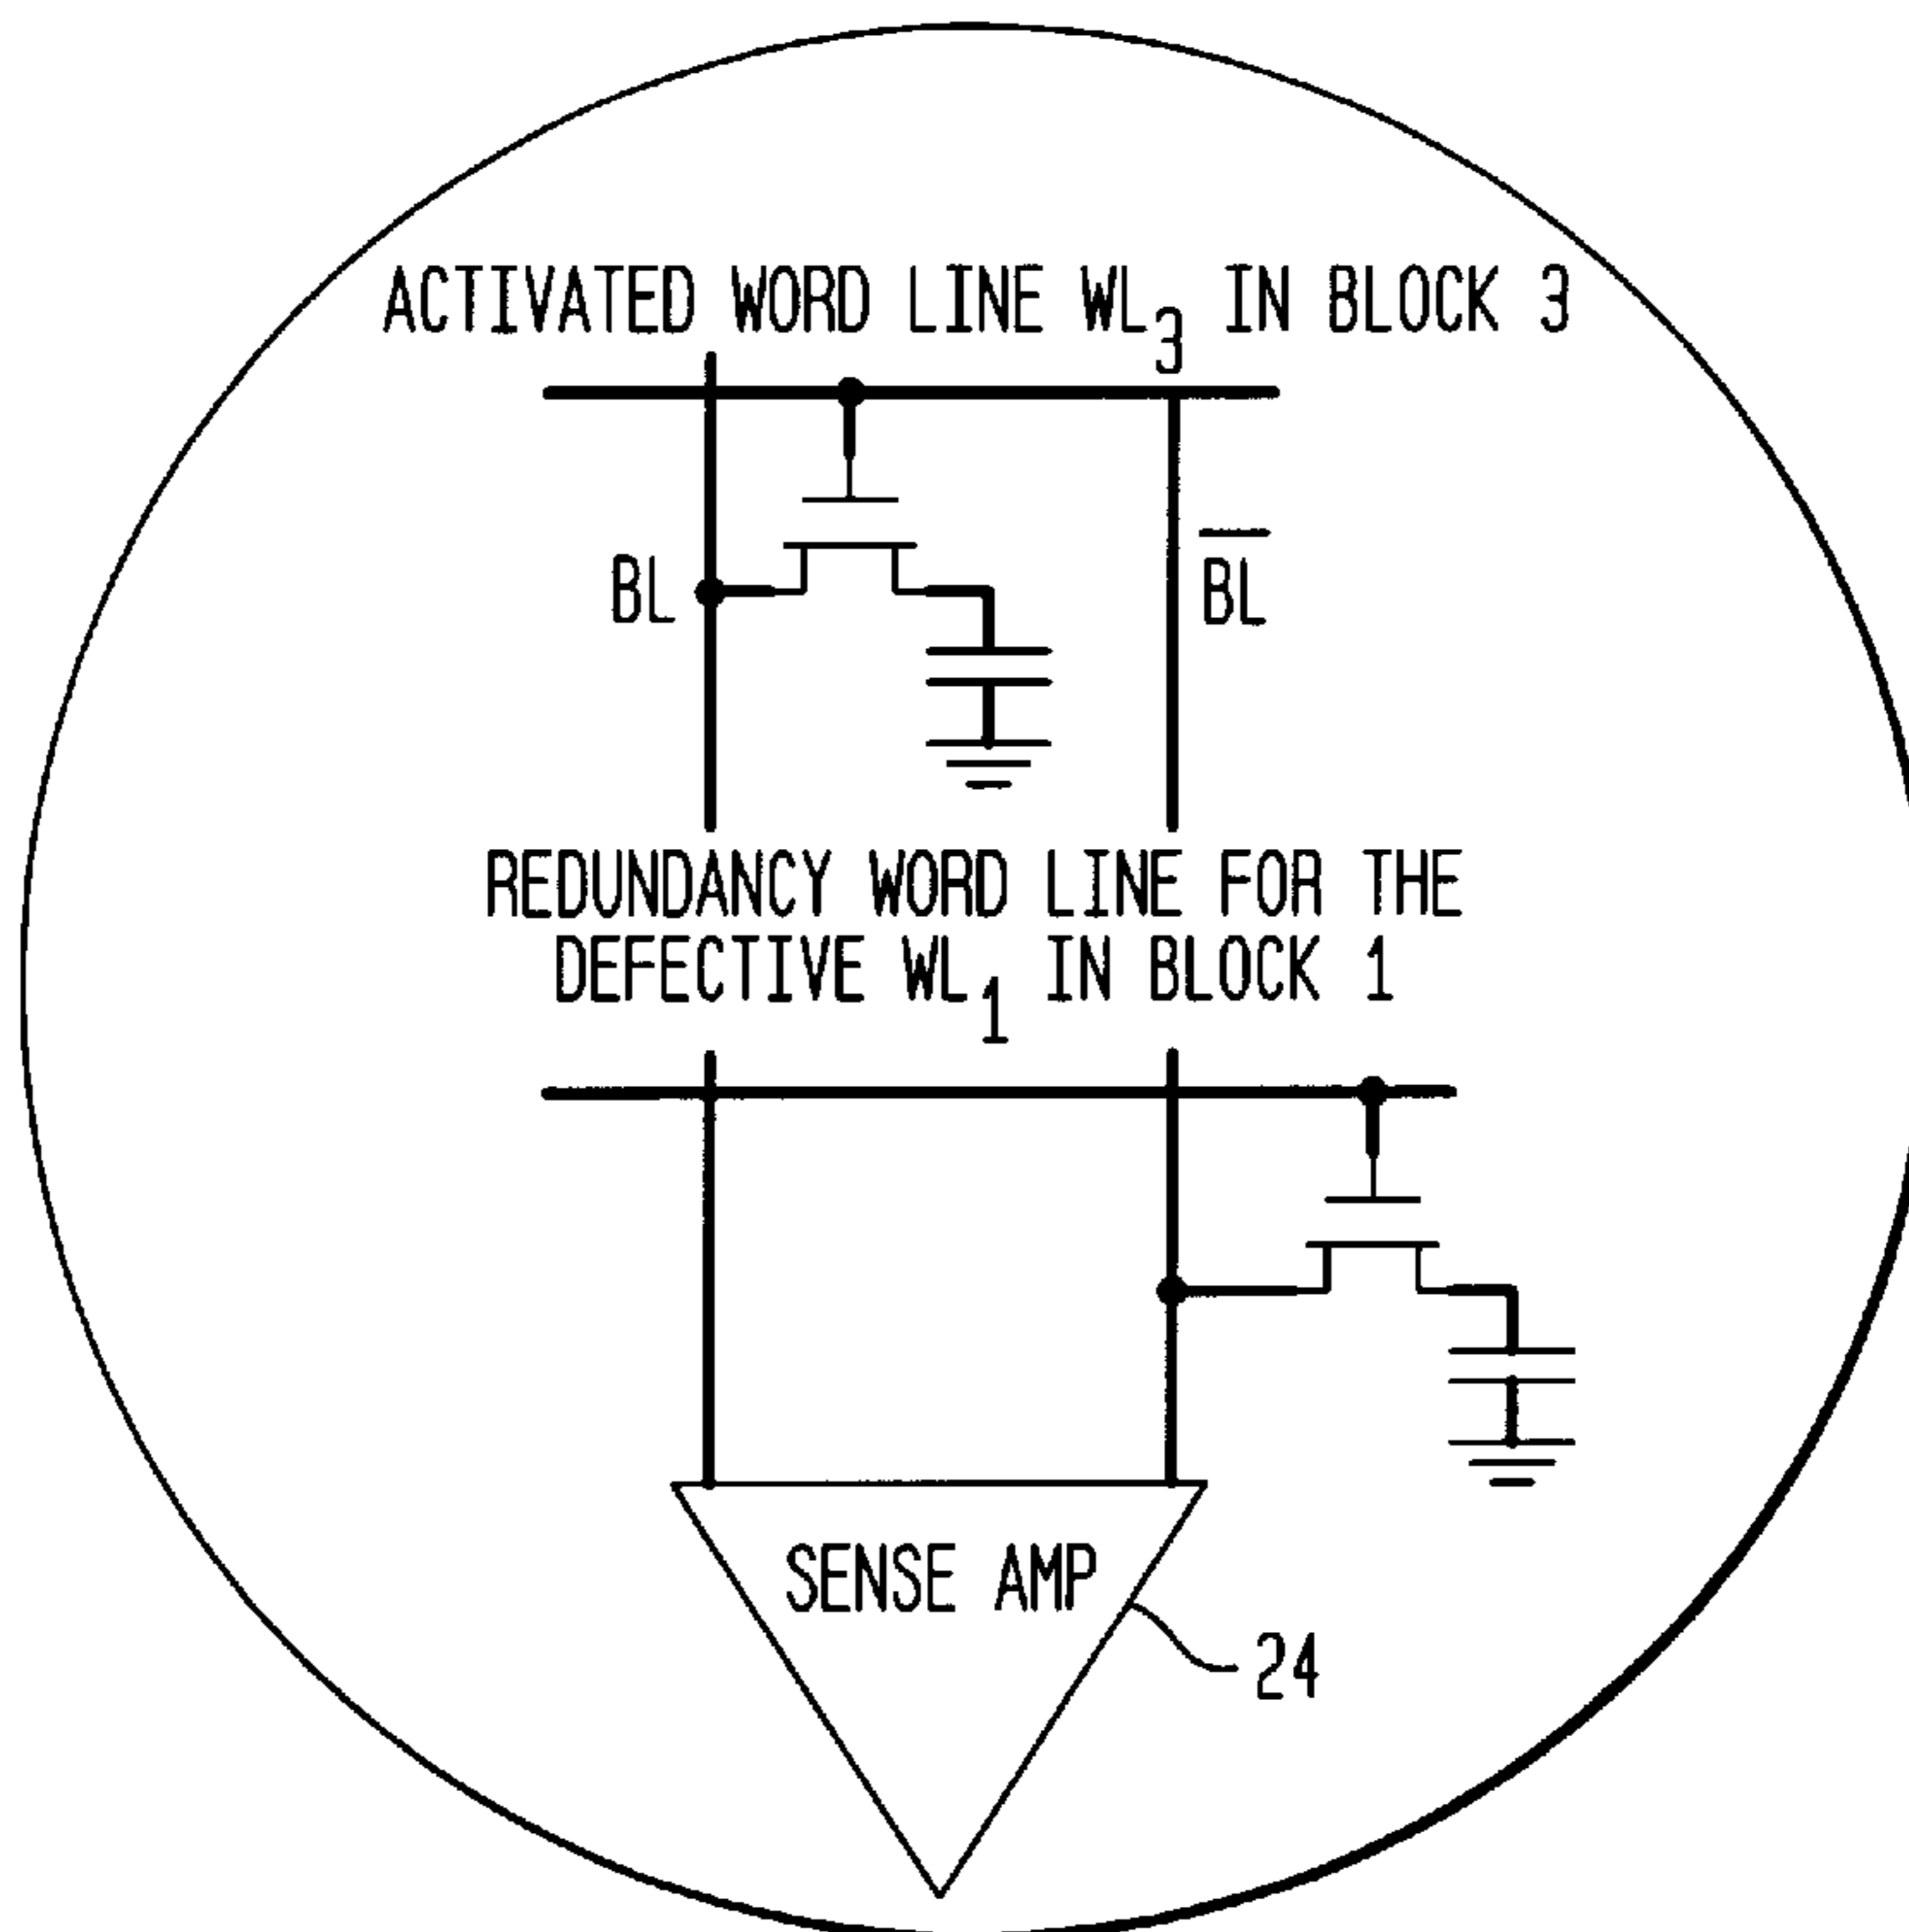 ACTIVATED WORD LINE WL₃ IN BLOCK 3
BL
B̅L̅
REDUNDANCY WORD LINE FOR THE
DEFECTIVE WL₁ IN BLOCK 1
SENSE AMP
24